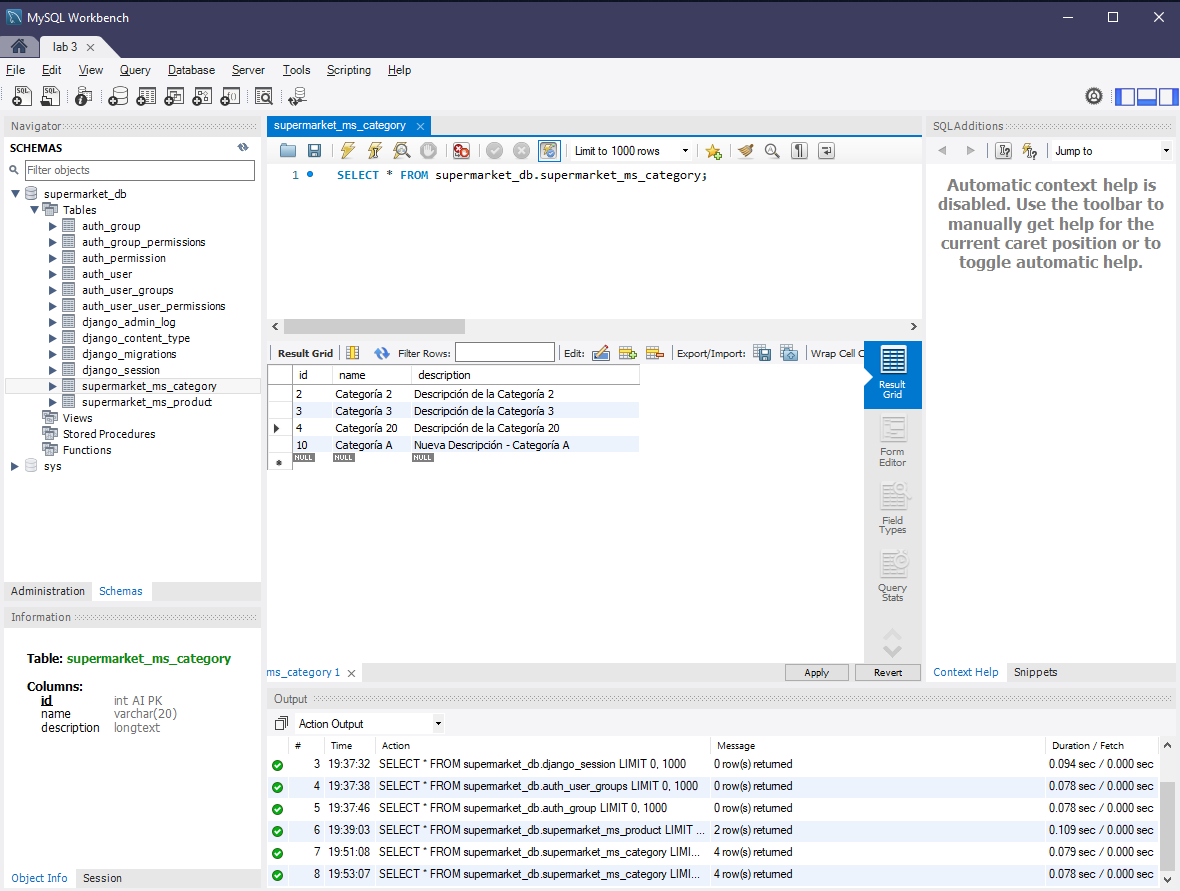 MySQL Workbench
lab 3
File Edit View Query Database Server Tools Scripting Help
Navigator
SCHEMAS
Filter objects
supermarket_db
Tables
auth_group
auth_group_permissions
auth_permission
auth_user
auth_user_groups
auth_user_user_permissions
django_admin_log
django_content_type
django_migrations
django_session
supermarket_ms_category
supermarket_ms_product
Views
Stored Procedures
Functions
sys
Administration Schemas
Information
Table: supermarket_ms_category
Columns:
id int AI PK
name varchar(20)
description longtext
Object Info Session
supermarket_ms_category
Limit to 1000 rows
1 SELECT * FROM supermarket_db.supermarket_ms_category;
Result Grid Filter Rows: Edit: Export/Import: Wrap Cell C
id name description
2 Categoría 2 Descripción de la Categoría 2
3 Categoría 3 Descripción de la Categoría 3
4 Categoría 20 Descripción de la Categoría 20
10 Categoría A Nueva Descripción - Categoría A
NULL NULL NULL
Result
Grid
Form
Editor
Field
Types
Query
Stats
ms_category 1 Apply Revert
SQLAdditions
Jump to
Automatic context help is
disabled. Use the toolbar to
manually get help for the
current caret position or to
toggle automatic help.
Context Help Snippets
Output
Action Output
# Time Action Message Duration / Fetch
3 19:37:32 SELECT * FROM supermarket_db.django_session LIMIT 0, 1000 0 row(s) returned 0.094 sec / 0.000 sec
4 19:37:38 SELECT * FROM supermarket_db.auth_user_groups LIMIT 0, 1000 0 row(s) returned 0.078 sec / 0.000 sec
5 19:37:46 SELECT * FROM supermarket_db.auth_group LIMIT 0, 1000 0 row(s) returned 0.078 sec / 0.000 sec
6 19:39:03 SELECT * FROM supermarket_db.supermarket_ms_product LIMIT ... 2 row(s) returned 0.109 sec / 0.000 sec
7 19:51:08 SELECT * FROM supermarket_db.supermarket_ms_category LIMI... 4 row(s) returned 0.079 sec / 0.000 sec
8 19:53:07 SELECT * FROM supermarket_db.supermarket_ms_category LIMI... 4 row(s) returned 0.078 sec / 0.000 sec